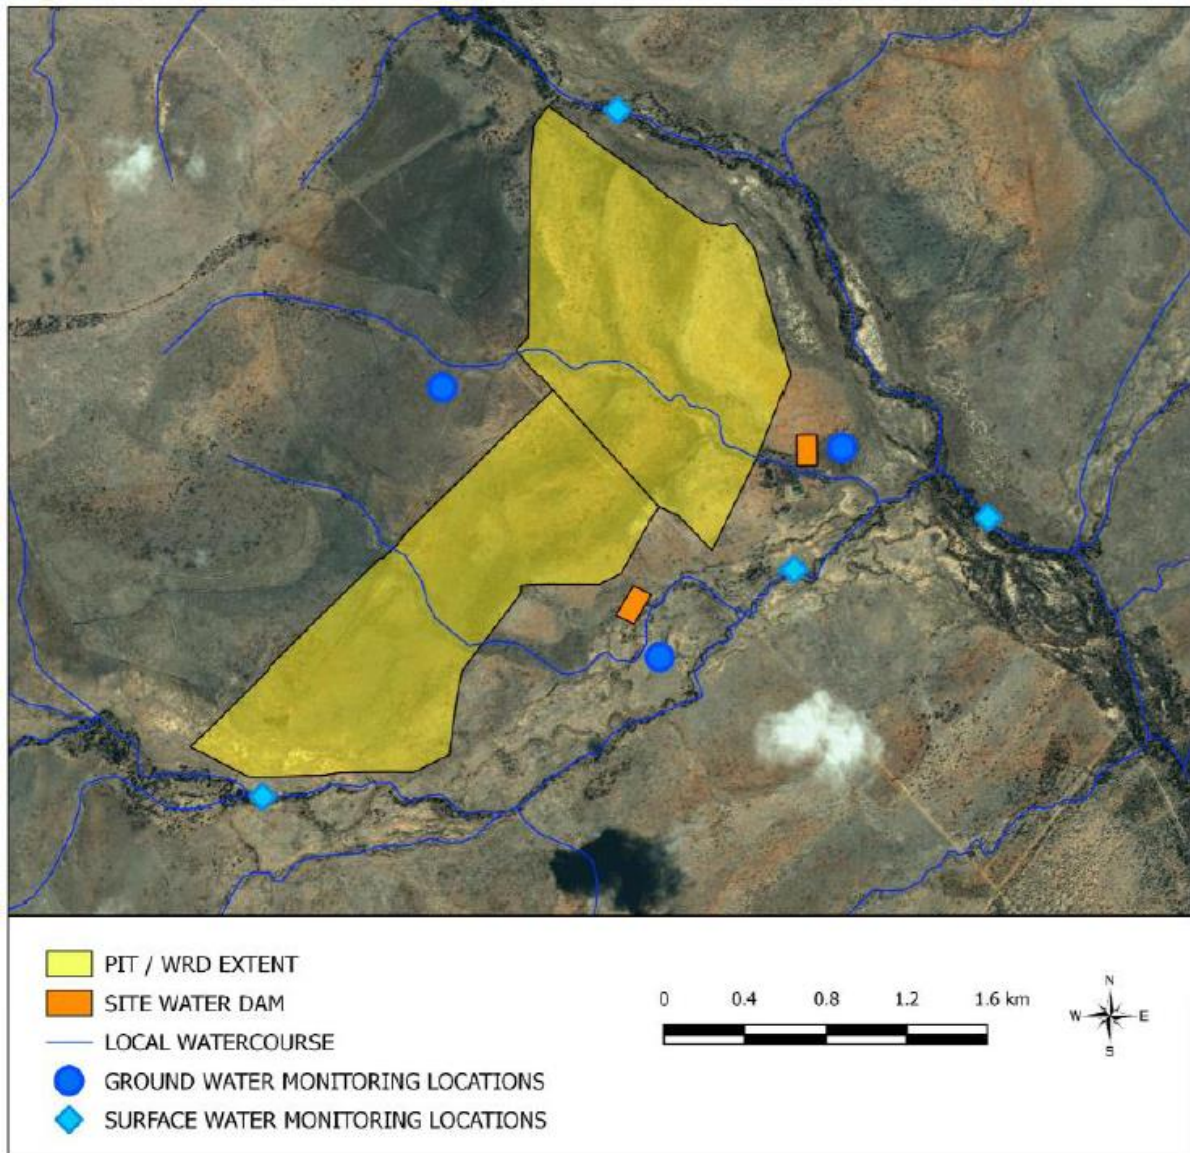 PIT / WRD EXTENT
SITE WATER DAM
LOCAL WATERCOURSE
GROUND WATER MONITORING LOCATIONS
SURFACE WATER MONITORING LOCATIONS
0 0.4 0.8 1.2 1.6 km
N
W E
S